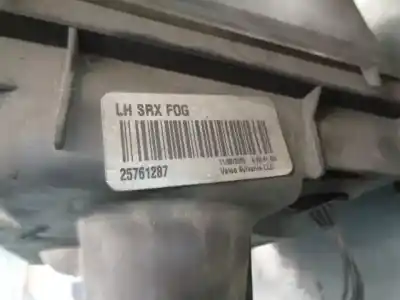 LH SRX FOG
25761287
Valeo Sylvania LLC